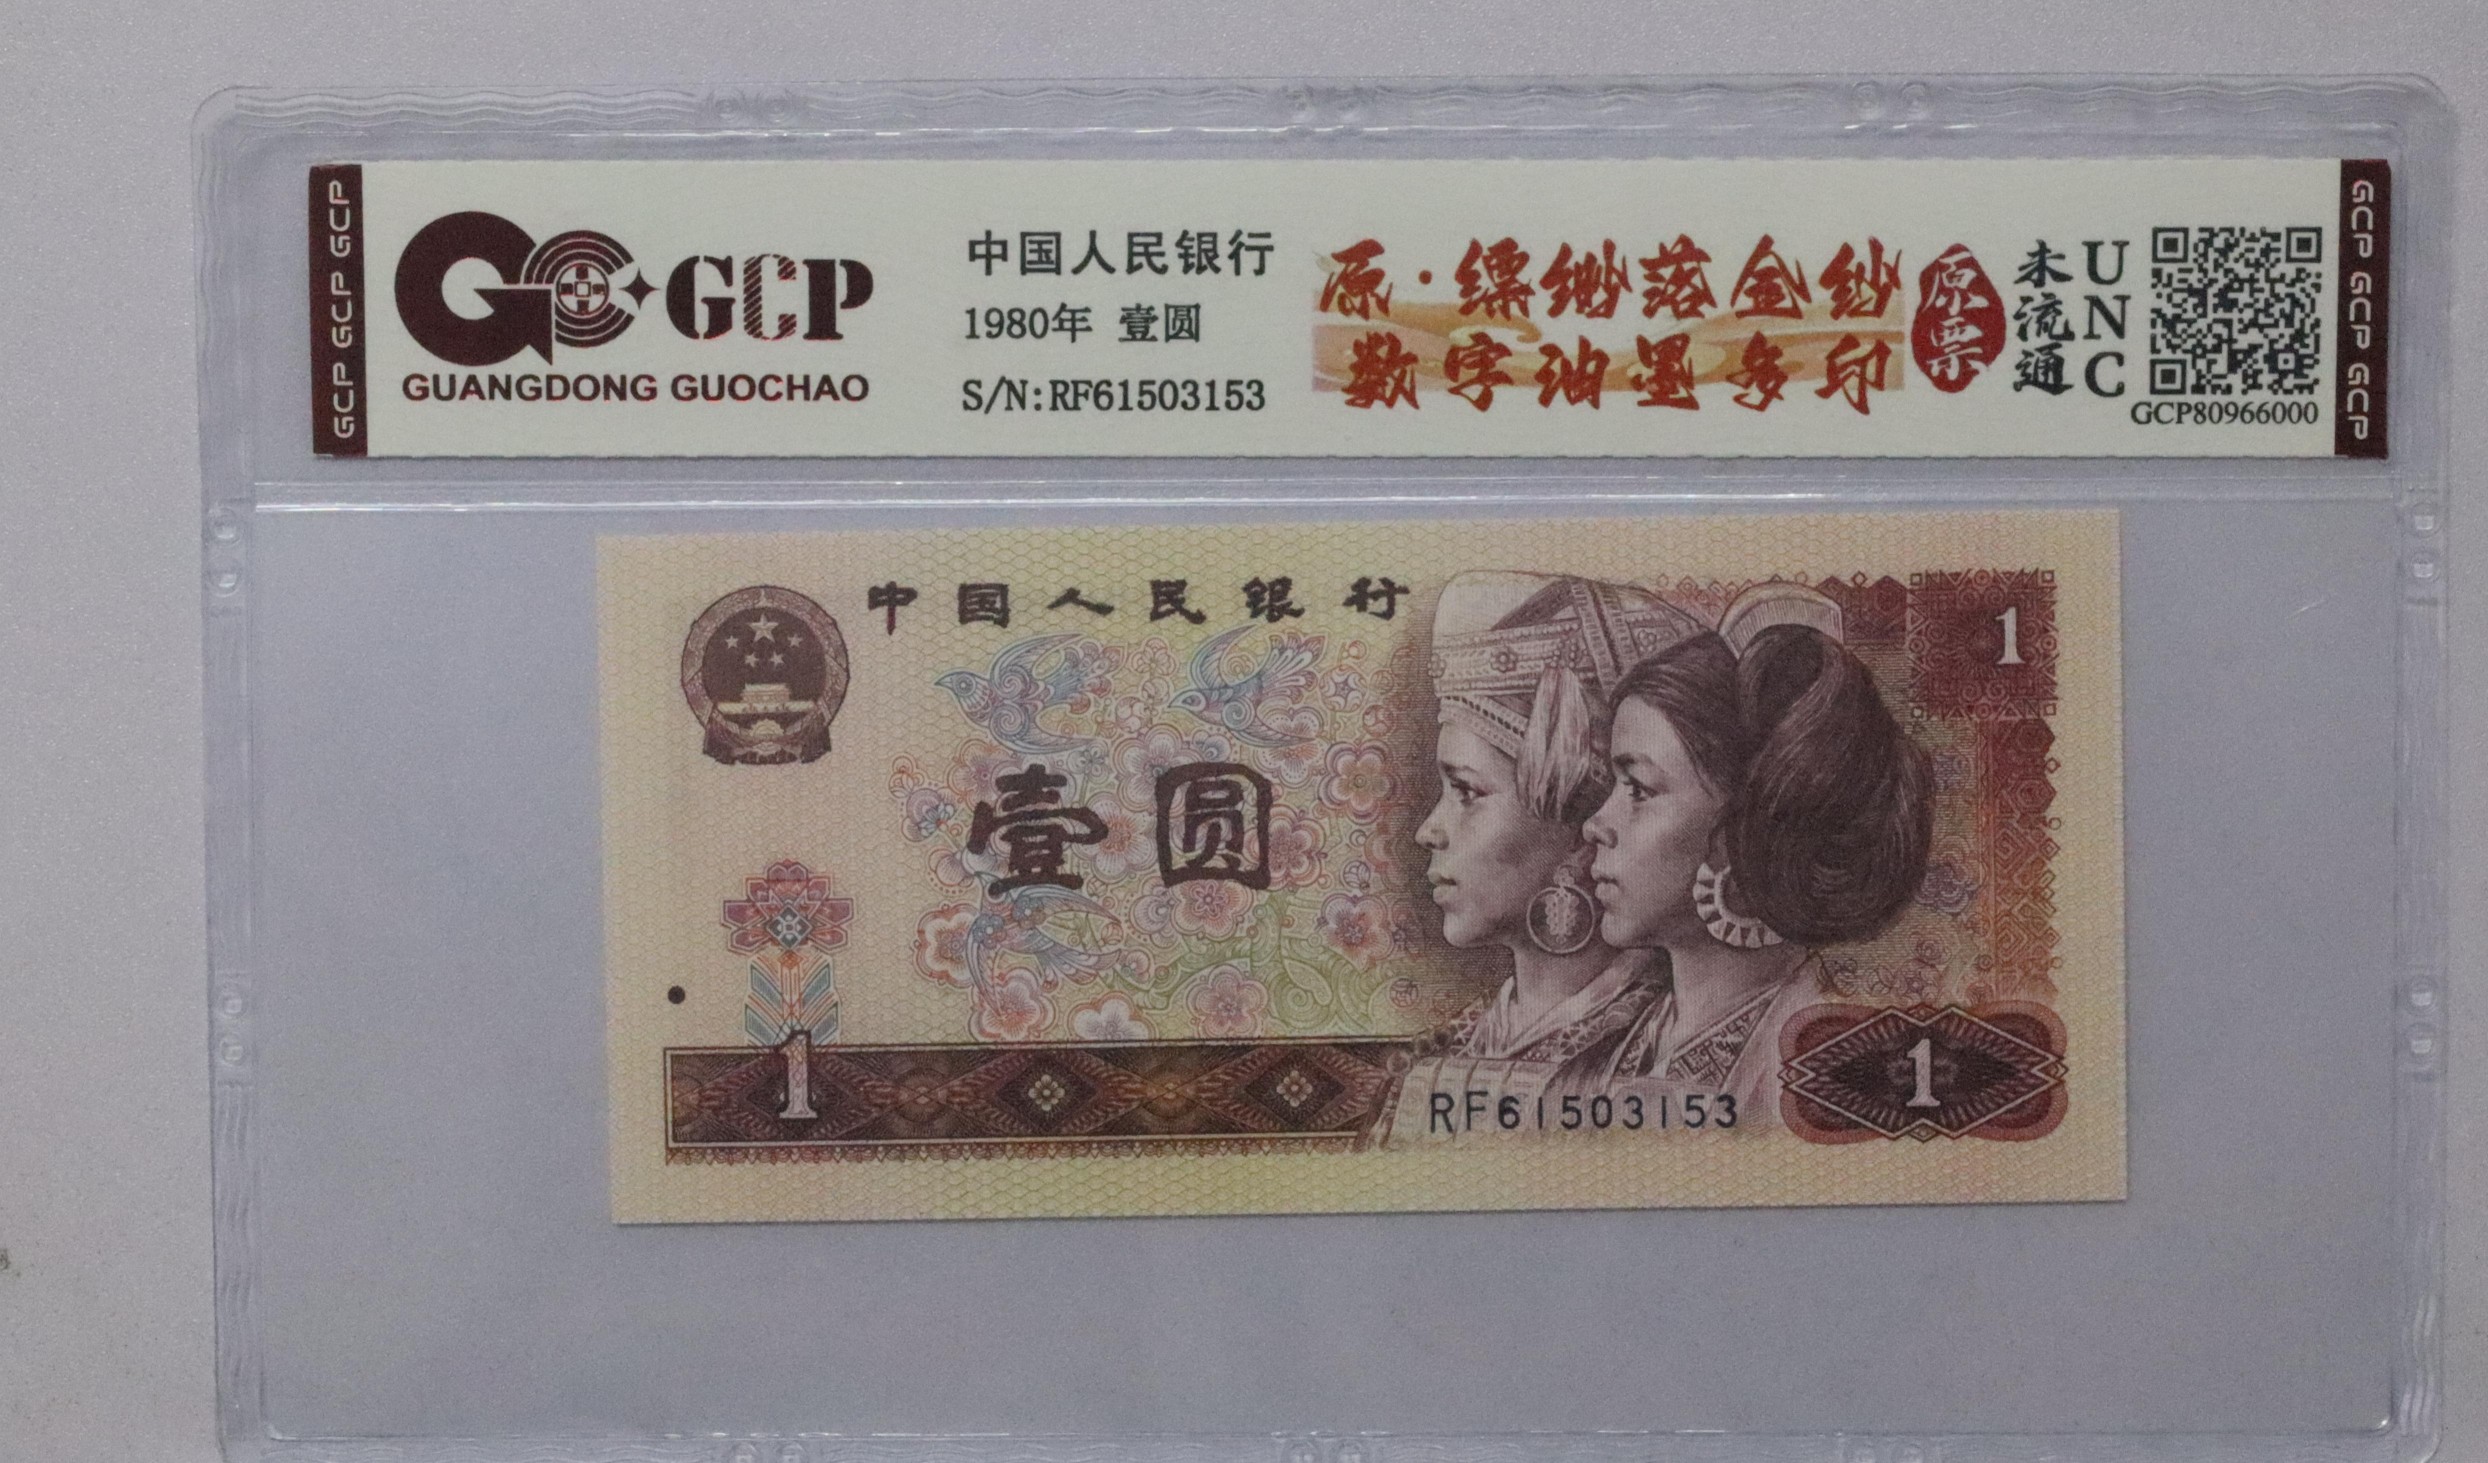 GCP GCP GCP GCP
GCP
GUANGDONG GUOCHAO
中国人民银行
1980年 壹圆
S/N:RF61503153
原·缥缈落金纱
数字油墨多印
原票
未流通
UNC
GCP80966000
GCP GCP GCP
中国人民银行
1
壹圆
1
1
RF61503153